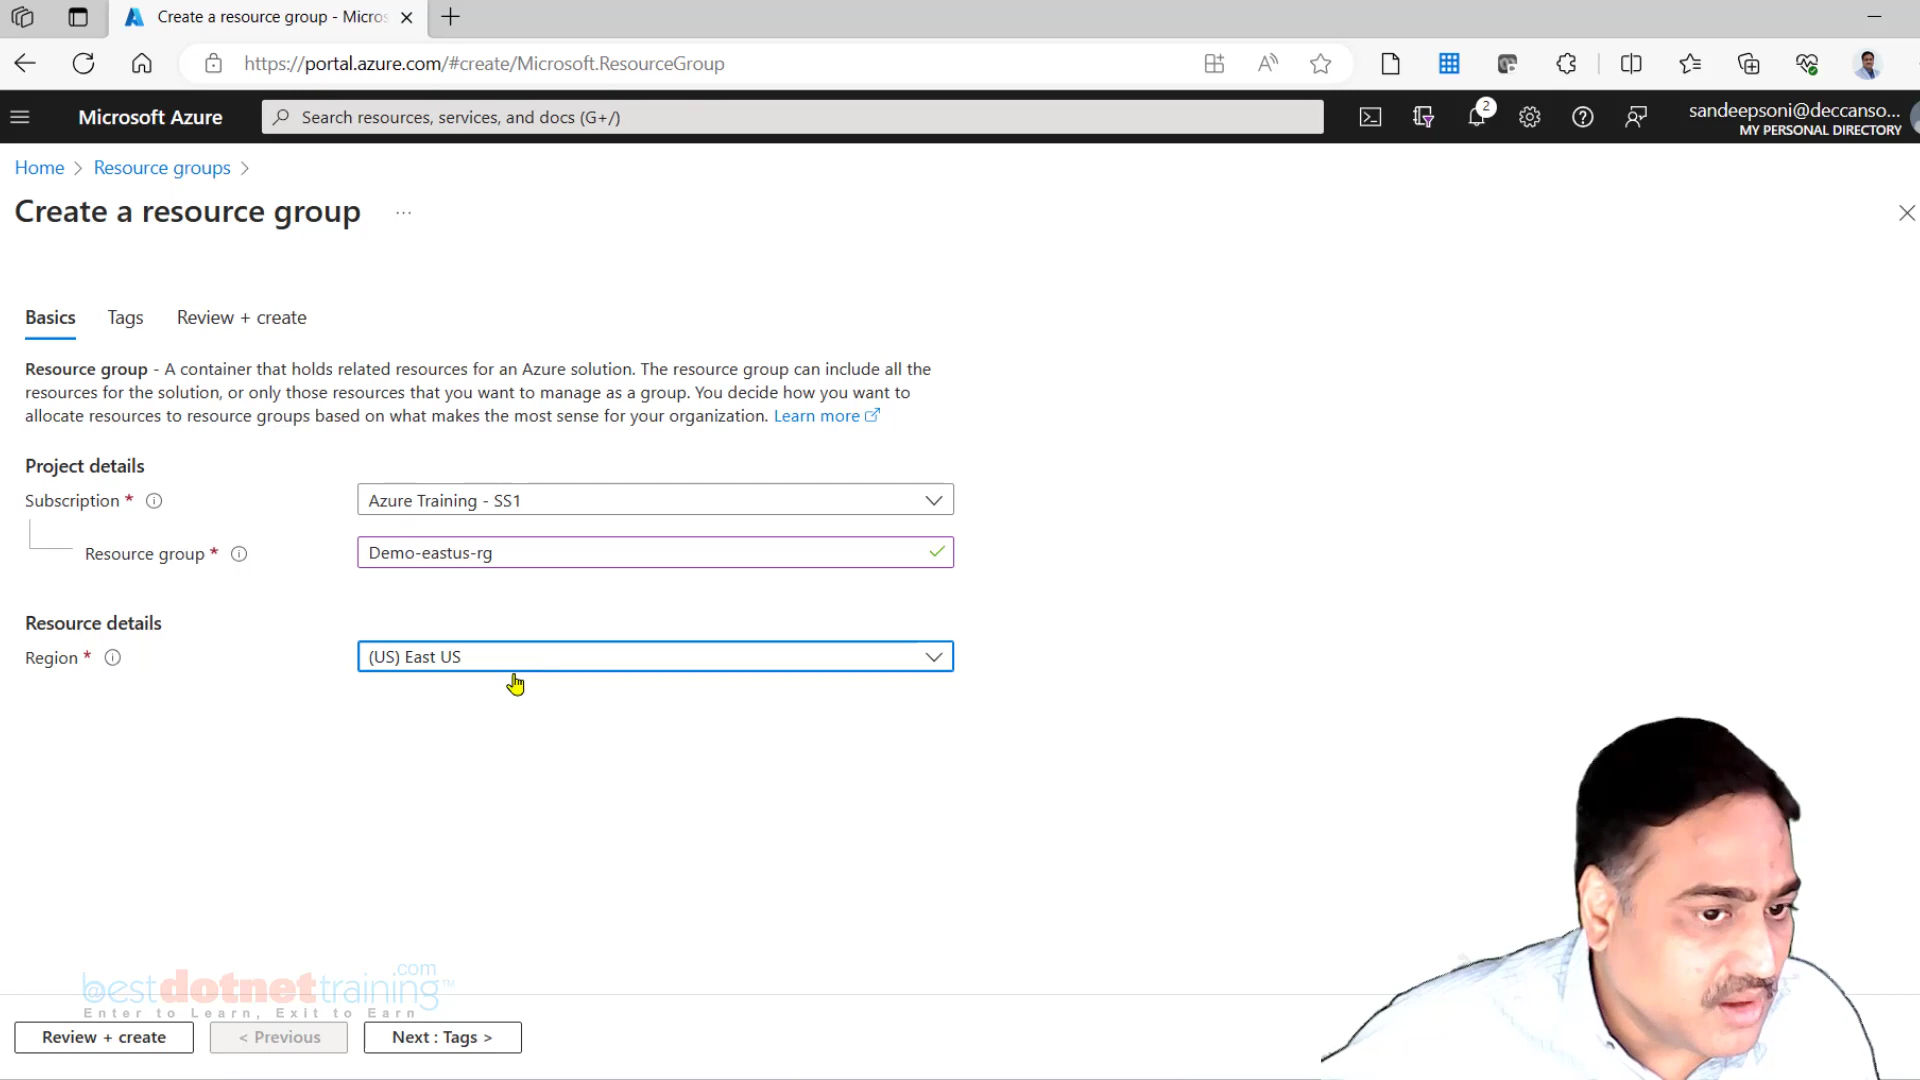 Create a resource group - Micros
https://portal.azure.com/#create/Microsoft.ResourceGroup
Microsoft Azure
Search resources, services, and docs (G+/)
2
sandeepsoni@deccanso...
MY PERSONAL DIRECTORY
Home > Resource groups >
Create a resource group ...
Basics Tags Review + create
Resource group - A container that holds related resources for an Azure solution. The resource group can include all the
resources for the solution, or only those resources that you want to manage as a group. You decide how you want to
allocate resources to resource groups based on what makes the most sense for your organization. Learn more
Project details
Subscription * Azure Training - SS1
Resource group * Demo-eastus-rg
Resource details
Region * (US) East US
bestdotnettraining.com™
Enter to Learn, Exit to Earn
Review + create < Previous Next : Tags >